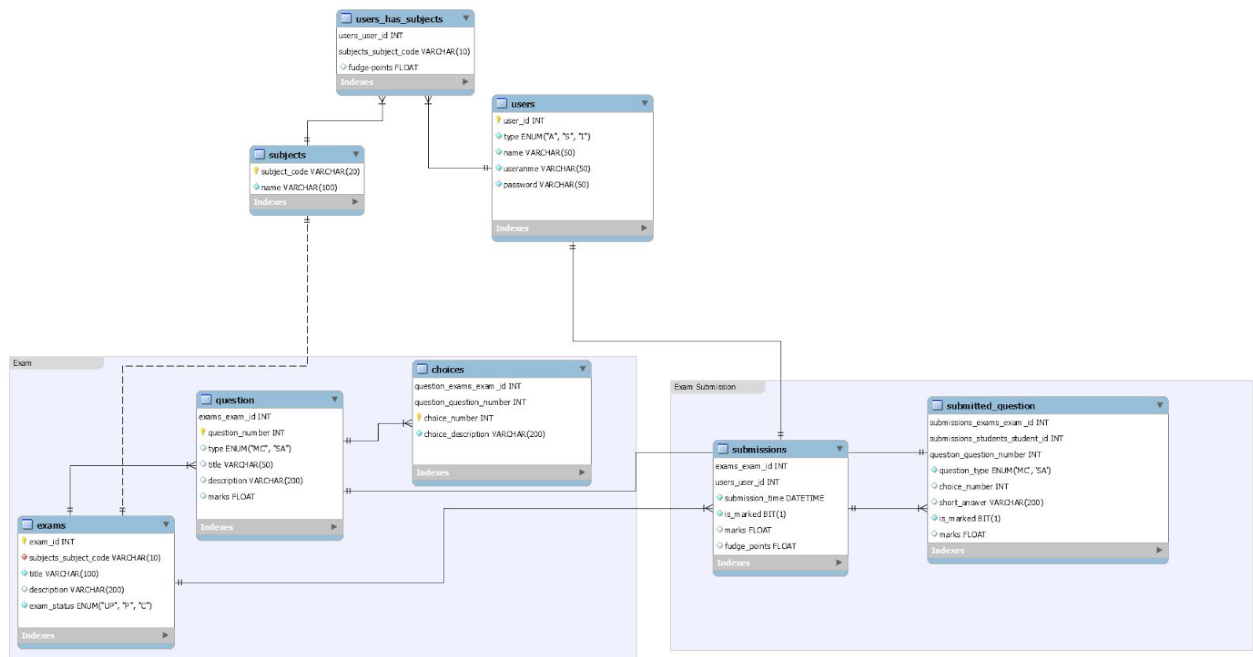 users_has_subjects
users_user_id INT
subjects_subject_code VARCHAR(10)
fudge-points FLOAT
Indexes
users
user_id INT
type ENUM("A", "S", "I")
name VARCHAR(50)
useranme VARCHAR(50)
password VARCHAR(50)
Indexes
subjects
subject_code VARCHAR(20)
name VARCHAR(100)
Indexes
Exam
choices
question_exams_exam_id INT
question_question_number INT
choice_number INT
choice_description VARCHAR(200)
Indexes
question
exams_exam_id INT
question_number INT
type ENUM("MC", "SA")
title VARCHAR(50)
description VARCHAR(200)
marks FLOAT
Indexes
exams
exam_id INT
subjects_subject_code VARCHAR(10)
title VARCHAR(100)
description VARCHAR(200)
exam_status ENUM("UP", "P", "C")
Indexes
Exam Submission
submissions
exams_exam_id INT
users_user_id INT
submission_time DATETIME
is_marked BIT(1)
marks FLOAT
fudge_points FLOAT
Indexes
submitted_question
submissions_exams_exam_id INT
submissions_students_student_id INT
question_question_number INT
question_type ENUM('MC', 'SA')
choice_number INT
short_answer VARCHAR(200)
is_marked BIT(1)
marks FLOAT
Indexes